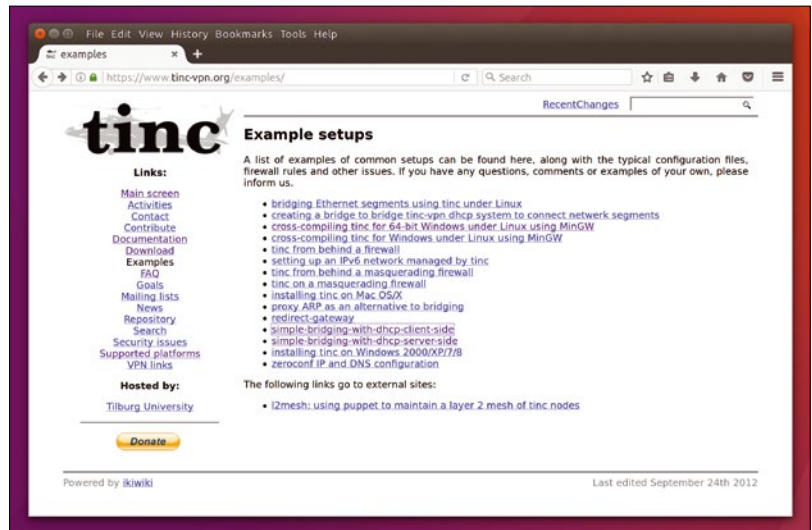 File Edit View History Bookmarks Tools Help
examples
https://www.tinc-vpn.org/examples/
Search
RecentChanges
tinc
Links:
Main screen
Activities
Contact
Contribute
Documentation
Download
Examples
FAQ
Goals
Mailing lists
News
Repository
Search
Security issues
Supported platforms
VPN links
Hosted by:
Tilburg University
Donate
Example setups
A list of examples of common setups can be found here, along with the typical configuration files,
firewall rules and other issues. If you have any questions, comments or examples of your own, please
inform us.
bridging Ethernet segments using tinc under Linux
creating a bridge to bridge tinc-vpn dhcp system to connect netwerk segments
cross-compiling tinc for 64-bit Windows under Linux using MinGW
cross-compiling tinc for Windows under Linux using MinGW
tinc from behind a firewall
setting up an IPv6 network managed by tinc
tinc from behind a masquerading firewall
tinc on a masquerading firewall
installing tinc on Mac OS/X
proxy ARP as an alternative to bridging
redirect-gateway
simple-bridging-with-dhcp-client-side
simple-bridging-with-dhcp-server-side
installing tinc on Windows 2000/XP/7/8
zeroconf IP and DNS configuration
The following links go to external sites:
l2mesh: using puppet to maintain a layer 2 mesh of tinc nodes
Powered by ikiwiki
Last edited September 24th 2012